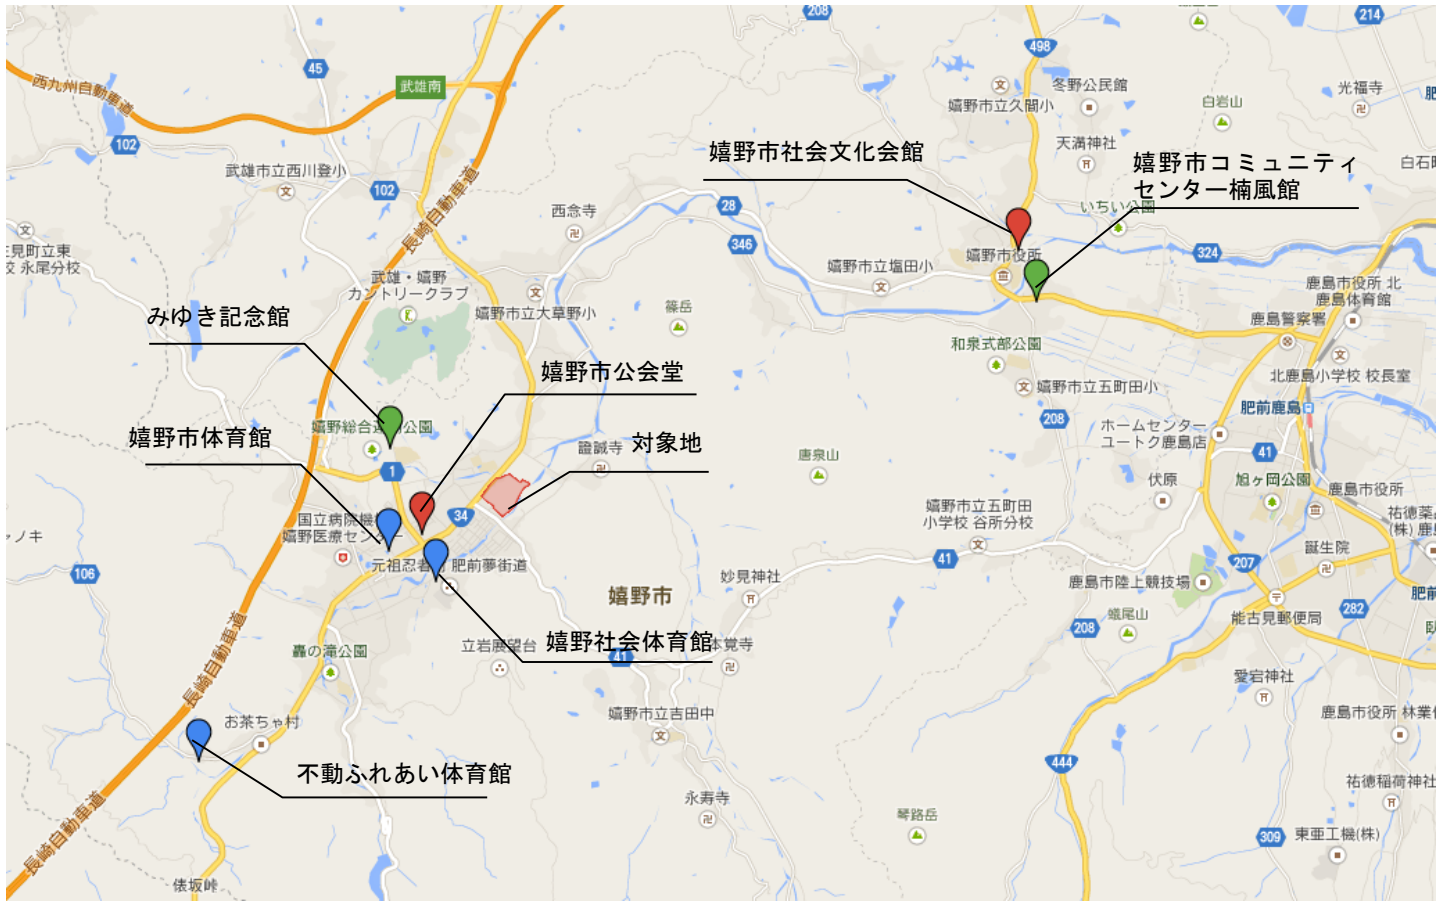 208
214
498
45
冬野公民館
光福寺
西九州自動車道
武雄南
嬉野市立久間小
白岩山
102
天満神社
嬉野市社会文化会館
嬉野市コミュニティ
センター楠風館
武雄市立西川登小
102
長崎自動車道
西念寺
28
いちい公園
346
324
見町立東
校 永尾分校
嬉野市役所
嬉野市立塩田小
武雄・嬉野
カントリークラブ
鹿島市役所 北
鹿島体育館
みゆき記念館
嬉野市立大草野小
篠岳
鹿島警察署
和泉式部公園
嬉野市公会堂
嬉野市立五町田小
北鹿島小学校 校長室
208
肥前鹿島
嬉野市体育館
ホームセンター
ユートク鹿島店
対象地
唐泉山
41
1
伏原
旭ヶ岡公園
鹿島市役所
34
嬉野市立五町田
小学校 谷所分校
国立病院機
嬉野医療センター
ノキ
誕生院
41
207
106
元祖忍者
肥前夢街道
妙見神社
鹿島市陸上競技場
嬉野市
282
能古見郵便局
蟻尾山
208
立岩展望台
嬉野社会体育館
本覚寺
轟の滝公園
41
長崎自動車道
愛宕神社
お茶ちゃ村
嬉野市立吉田中
鹿島市役所 林業
444
不動ふれあい体育館
祐徳稲荷神社
永寿寺
琴路岳
309
東亜工機(株)
長崎自動車道
俵坂峠